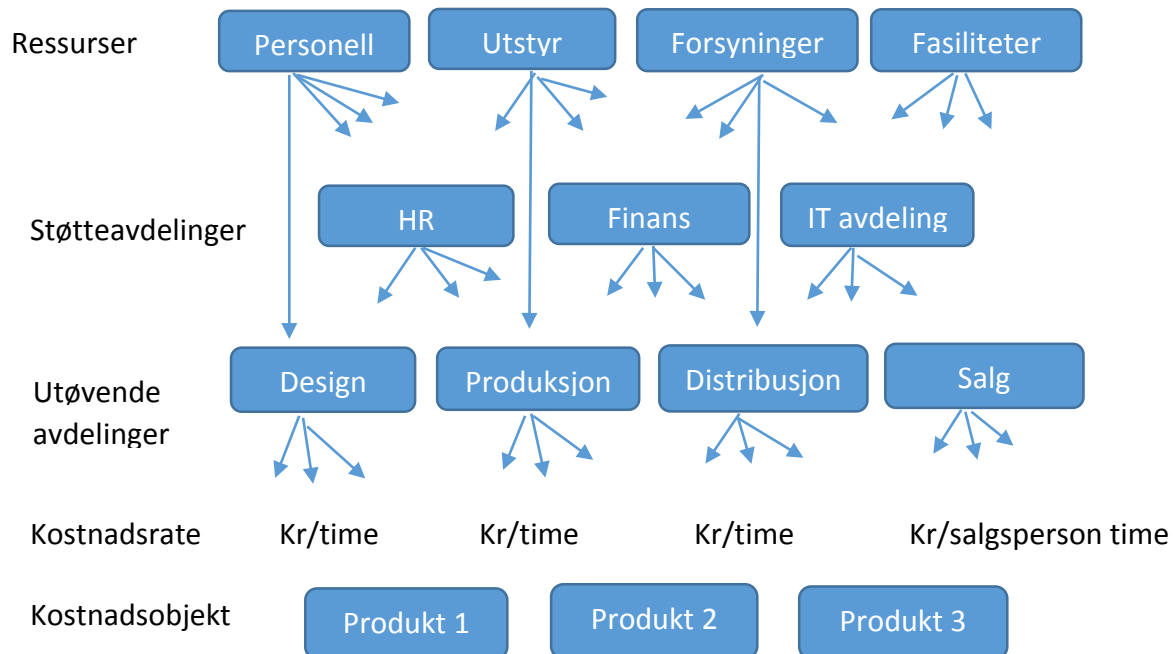 Ressurser
Personell
Utstyr
Forsyninger
Fasiliteter
Støtteavdelinger
HR
Finans
IT avdeling
Utøvende
avdelinger
Design
Produksjon
Distribusjon
Salg
Kostnadsrate
Kr/time
Kr/time
Kr/time
Kr/salgsperson time
Kostnadsobjekt
Produkt 1
Produkt 2
Produkt 3